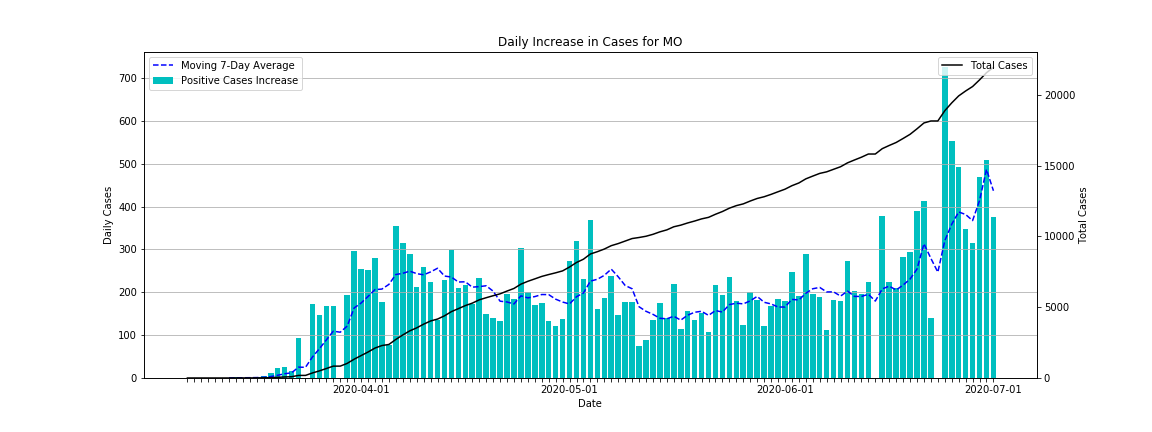 Daily Increase in Cases for MO
Moving 7-Day Average
Positive Cases Increase
Total Cases
700
600
500
400
300
200
100
0
Daily Cases
20000
15000
10000
5000
0
Total Cases
2020-04-01
2020-05-01
2020-06-01
2020-07-01
Date